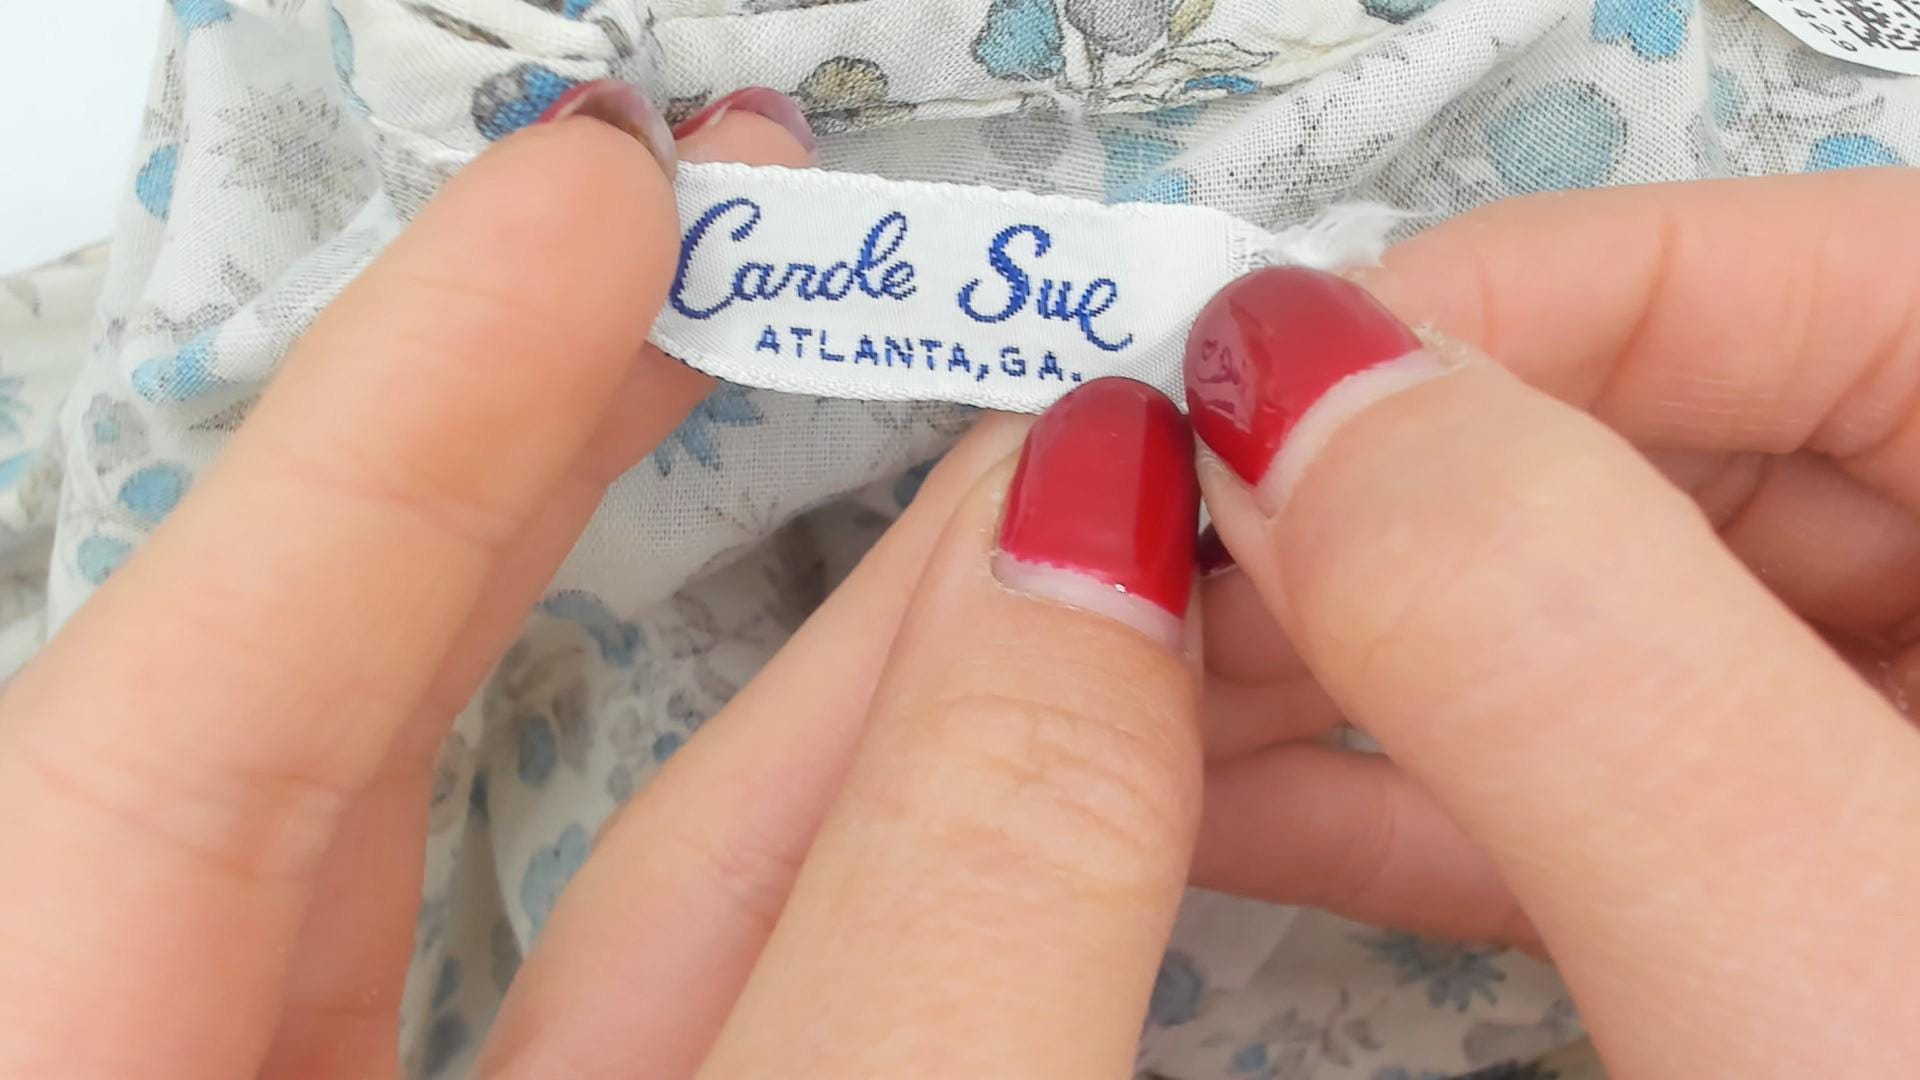 Carole Sue
ATLANTA, GA.